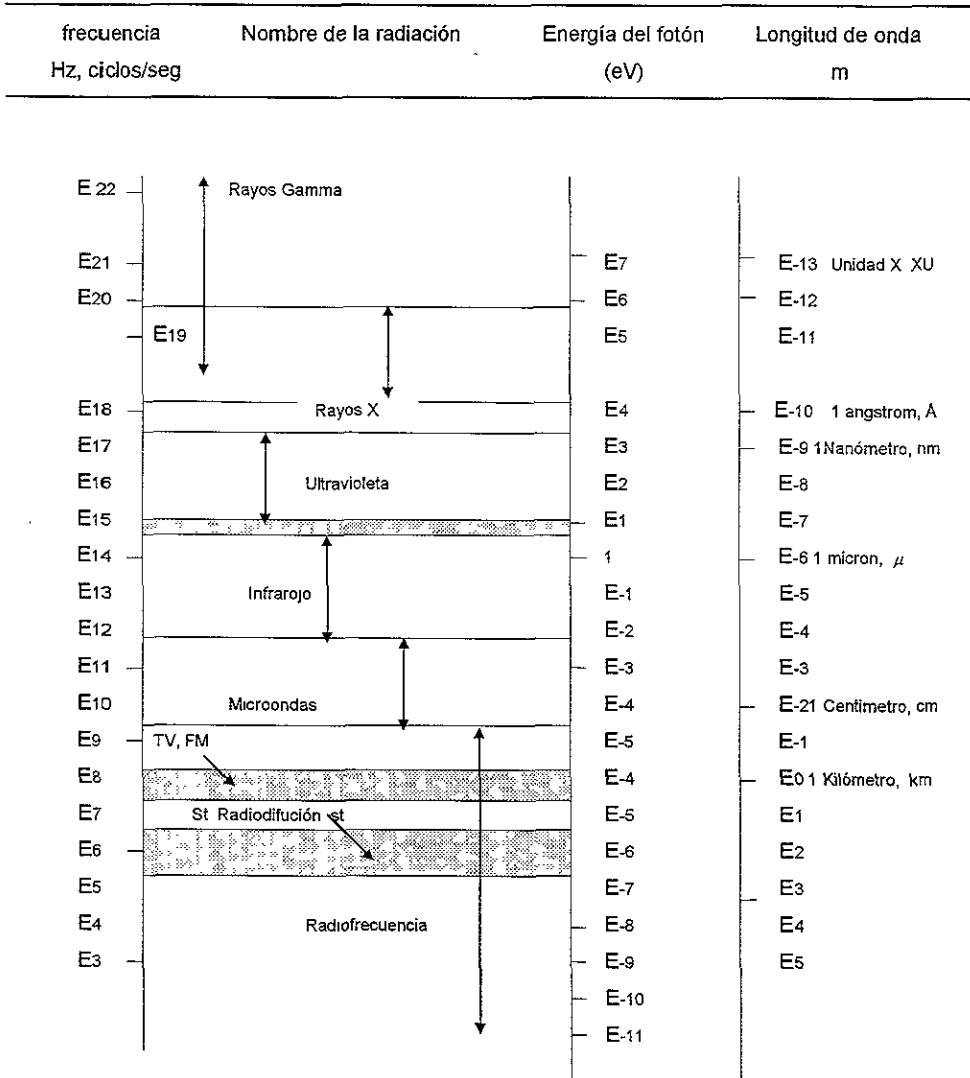 frecuencia Nombre de la radiación Energía del fotón Longitud de onda
Hz, ciclos/seg (eV) m
E 22 Rayos Gamma
E21 E7 E-13 Unidad X XU
E20 E6 E-12
E19 E5 E-11
E18 Rayos X E4 E-10 1 angstrom, Å
E17 E3 E-9 1Nanómetro, nm
E16 Ultravioleta E2 E-8
E15 E1 E-7
E14 1 E-6 1 micron, μ
E13 Infrarojo E-1 E-5
E12 E-2 E-4
E11 E-3 E-3
E10 Microondas E-4 E-21 Centimetro, cm
E9 TV, FM E-5 E-1
E8 E-4 E0 1 Kilómetro, km
E7 St Radiodifución st E-5 E1
E6 E-6 E2
E5 E-7 E3
E4 Radiofrecuencia E-8 E4
E3 E-9 E5
E-10
E-11